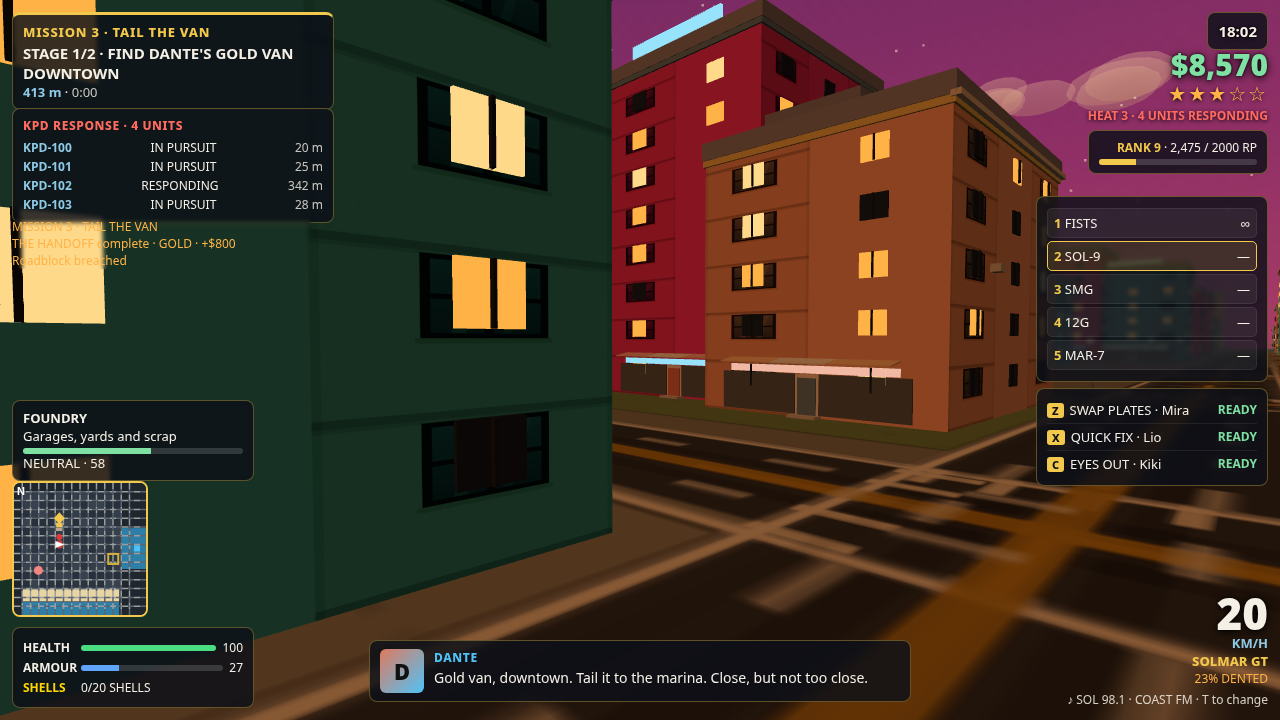 MISSION 3 · TAIL THE VAN
STAGE 1/2 · FIND DANTE'S GOLD VAN
DOWNTOWN
413 m · 0:00
KPD RESPONSE · 4 UNITS
KPD-100 IN PURSUIT 20 m
KPD-101 IN PURSUIT 25 m
KPD-102 RESPONDING 342 m
KPD-103 IN PURSUIT 28 m
MISSION 3 · TAIL THE VAN
THE HANDOFF complete · GOLD · +$800
Roadblock breached
FOUNDRY
Garages, yards and scrap
NEUTRAL · 58
N
HEALTH 100
ARMOUR 27
SHELLS 0/20 SHELLS
D
DANTE
Gold van, downtown. Tail it to the marina. Close, but not too close.
18:02
$8,570
★★★☆☆
HEAT 3 · 4 UNITS RESPONDING
RANK 9 · 2,475 / 2000 RP
1 FISTS ∞
2 SOL-9 —
3 SMG —
4 12G —
5 MAR-7 —
Z SWAP PLATES · Mira READY
X QUICK FIX · Lio READY
C EYES OUT · Kiki READY
20
KM/H
SOLMAR GT
23% DENTED
♪ SOL 98.1 · COAST FM · T to change